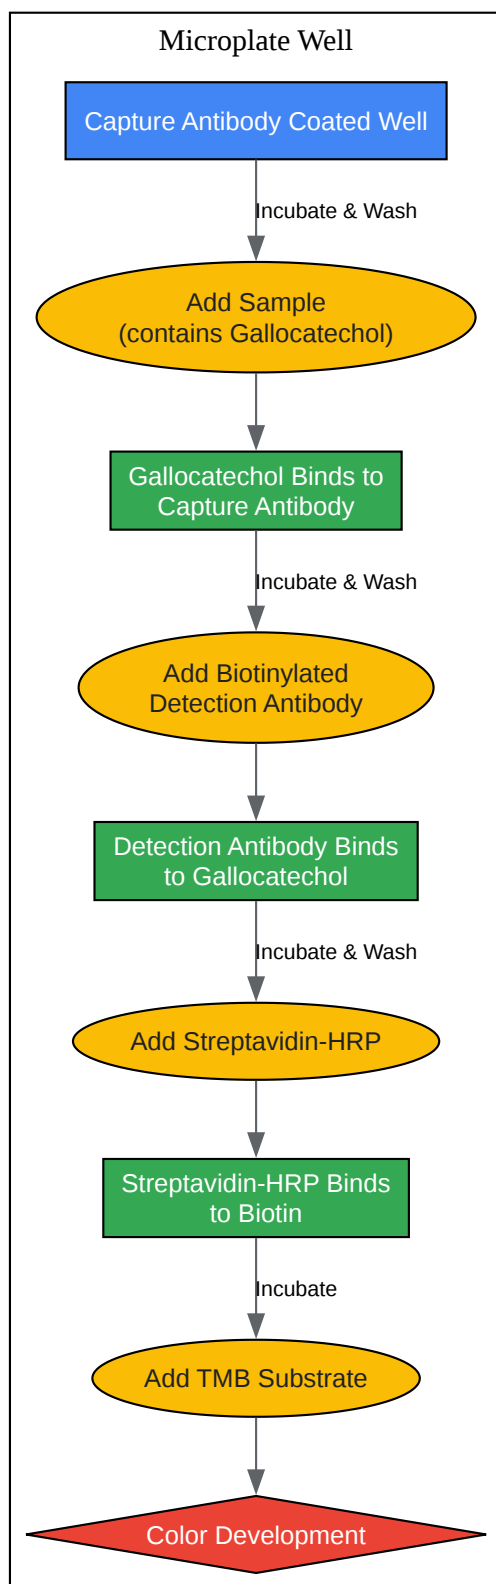 Microplate Well
Capture Antibody Coated Well
Incubate & Wash
Add Sample
(contains Gallocatechol)
Gallocatechol Binds to
Capture Antibody
Incubate & Wash
Add Biotinylated
Detection Antibody
Detection Antibody Binds
to Gallocatechol
Incubate & Wash
Add Streptavidin-HRP
Streptavidin-HRP Binds
to Biotin
Incubate
Add TMB Substrate
Color Development